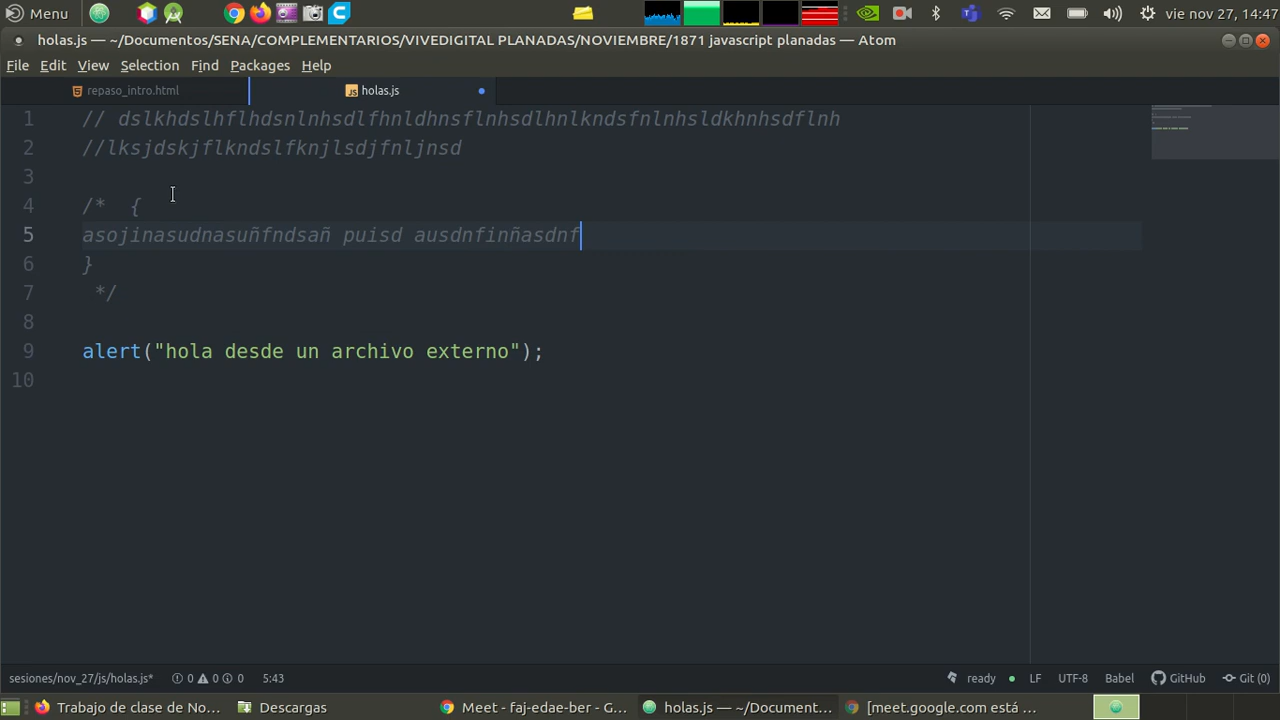 Menu
vie nov 27, 14:47
holas.js — ~/Documentos/SENA/COMPLEMENTARIOS/VIVEDIGITAL PLANADAS/NOVIEMBRE/1871 javascript planadas — Atom
File Edit View Selection Find Packages Help
repaso_intro.html
holas.js
1 // dslkhdslhflhdsnlnhsdlfhnldhnsflnhsdlhnlkndsfnlnhsldkhnhsdflnh
2 //lksjdskjflkndslfknjlsdjfnljnsd
3
4 /* {
5 asojinasudnasuñfndsañ puisd ausdnfinñasdnf
6 }
7 */
8
9 alert("hola desde un archivo externo");
10
sesiones/nov_27/js/holas.js* 0 0 0 5:43 ready LF UTF-8 Babel GitHub Git (0)
Trabajo de clase de No... Descargas Meet - faj-edae-ber - G... holas.js — ~/Document... [meet.google.com está ...